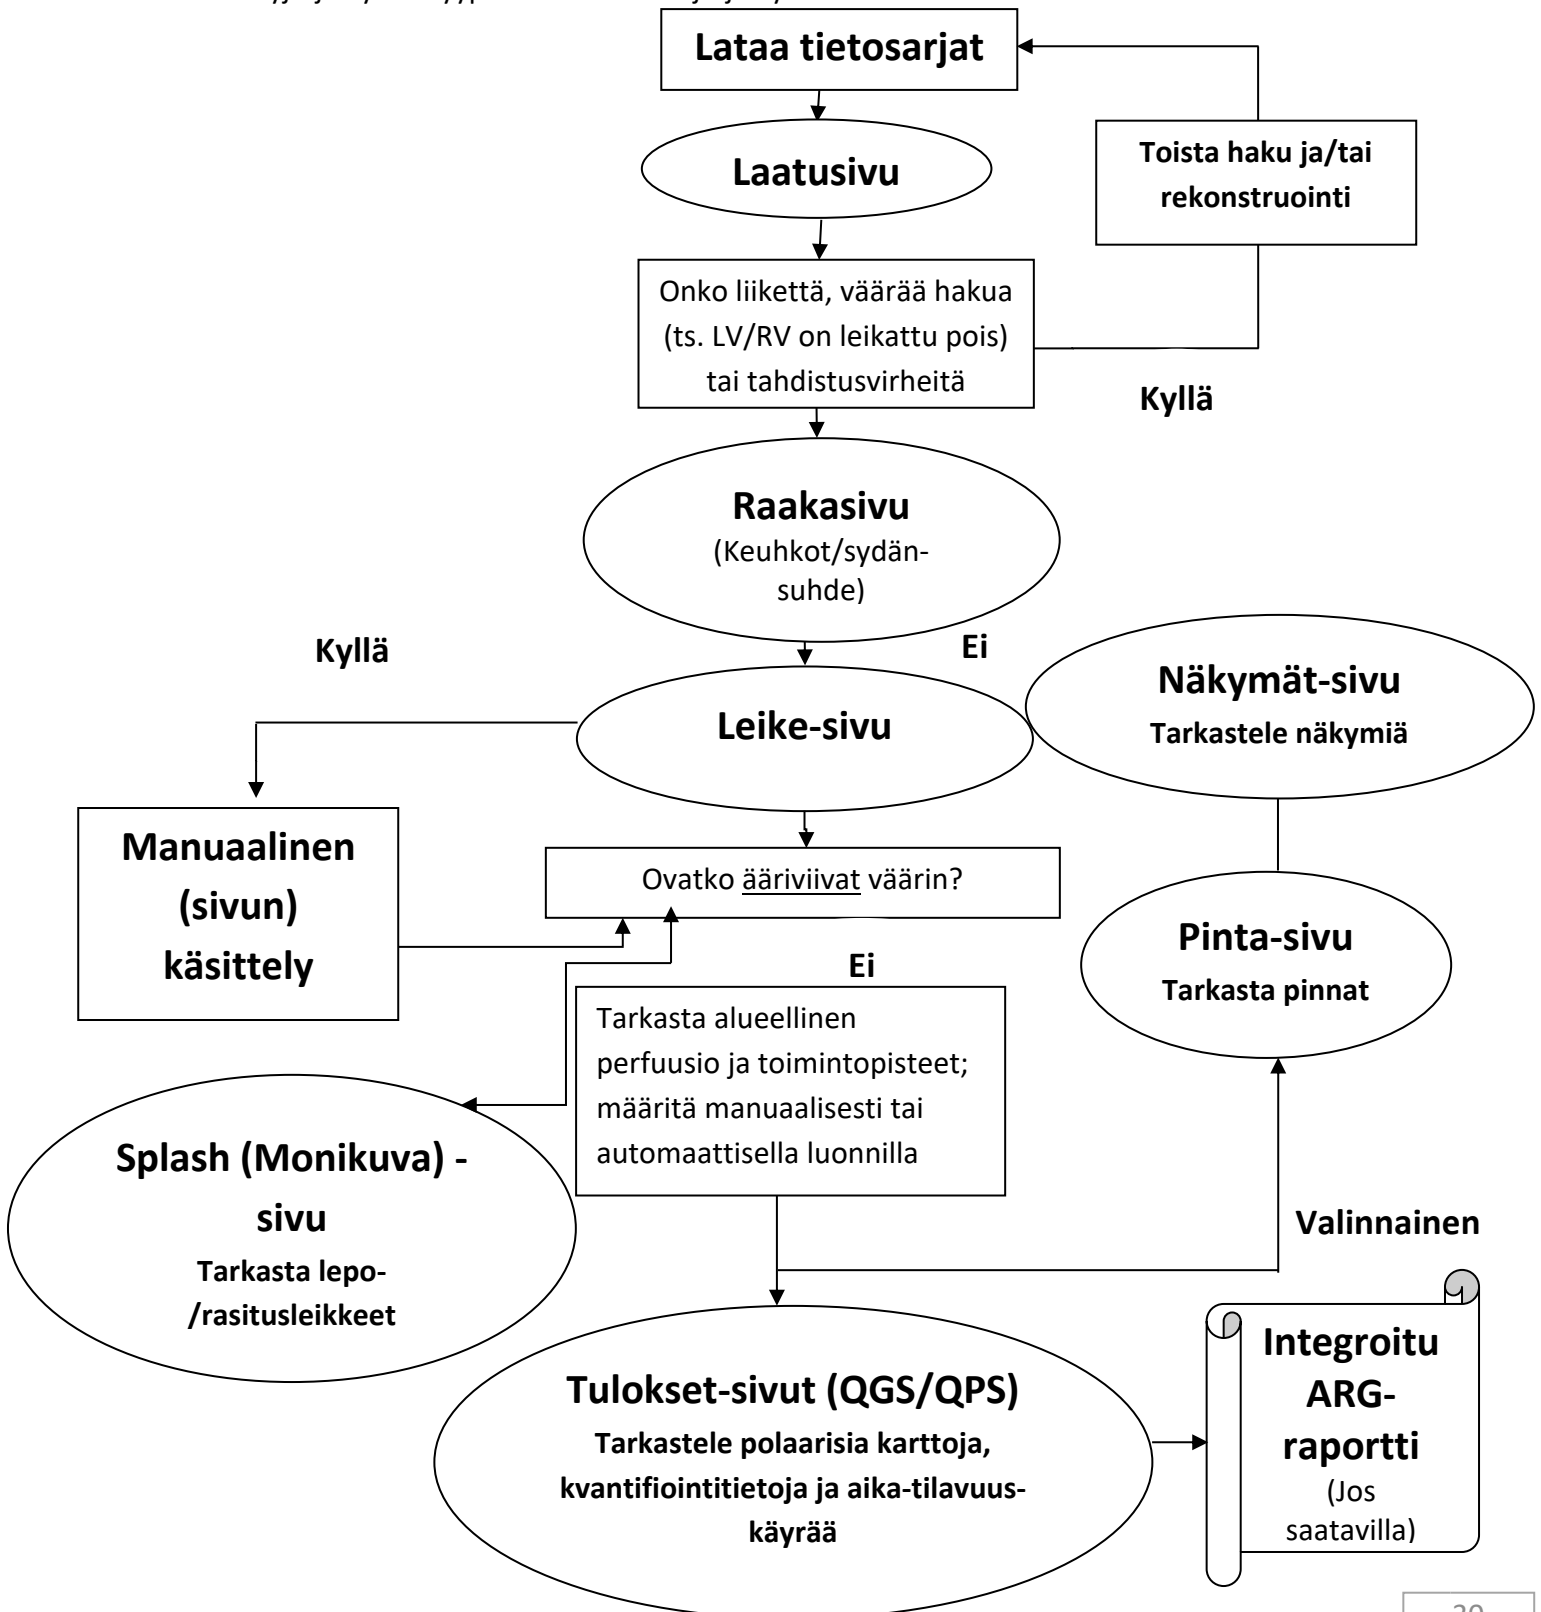 Lataa tietosarjat
Laatusivu
Toista haku ja/tai
rekonstruointi
Onko liikettä, väärää hakua
(ts. LV/RV on leikattu pois)
tai tahdistusvirheitä
Kyllä
Raakasivu
(Keuhkot/sydän-
suhde)
Kyllä
Ei
Leike-sivu
Näkymät-sivu
Tarkastele näkymiä
Manuaalinen
(sivun)
käsittely
Ovatko ääriviivat väärin?
Pinta-sivu
Tarkasta pinnat
Ei
Tarkasta alueellinen
perfuusio ja toimintopisteet;
määritä manuaalisesti tai
automaattisella luonnilla
Splash (Monikuva) -
sivu
Tarkasta lepo-
/rasitusleikkeet
Valinnainen
Tulokset-sivut (QGS/QPS)
Tarkastele polaarisia karttoja,
kvantifiointitietoja ja aika-tilavuus-
käyrää
Integroitu
ARG-
raportti
(Jos
saatavilla)